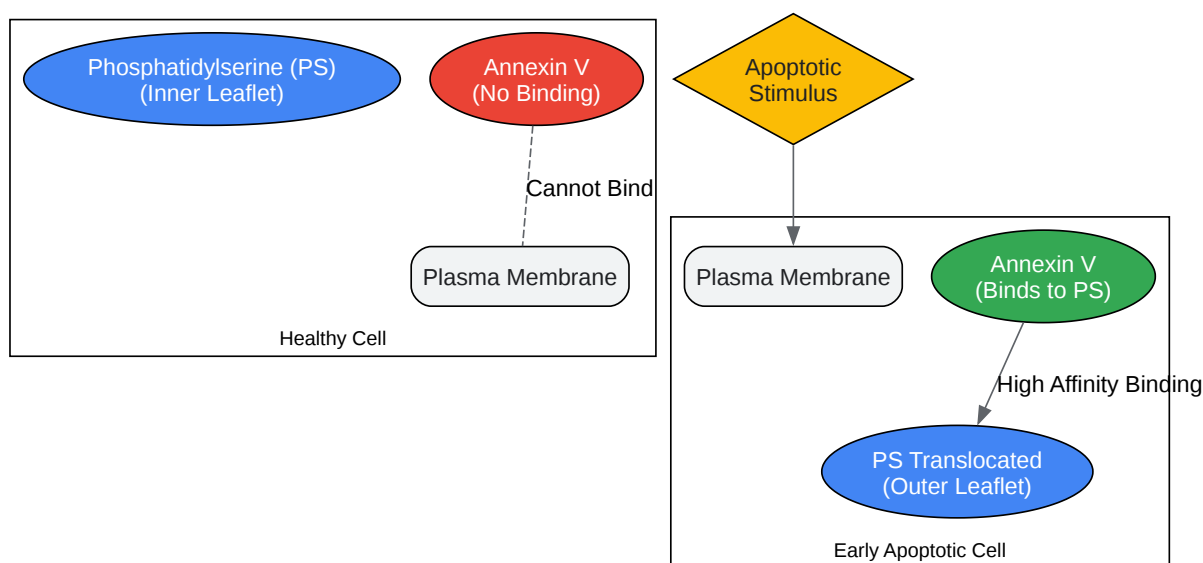 Phosphatidylserine (PS)
(Inner Leaflet)
Annexin V
(No Binding)
Cannot Bind
Plasma Membrane
Healthy Cell
Apoptotic
Stimulus
Plasma Membrane
Annexin V
(Binds to PS)
High Affinity Binding
PS Translocated
(Outer Leaflet)
Early Apoptotic Cell